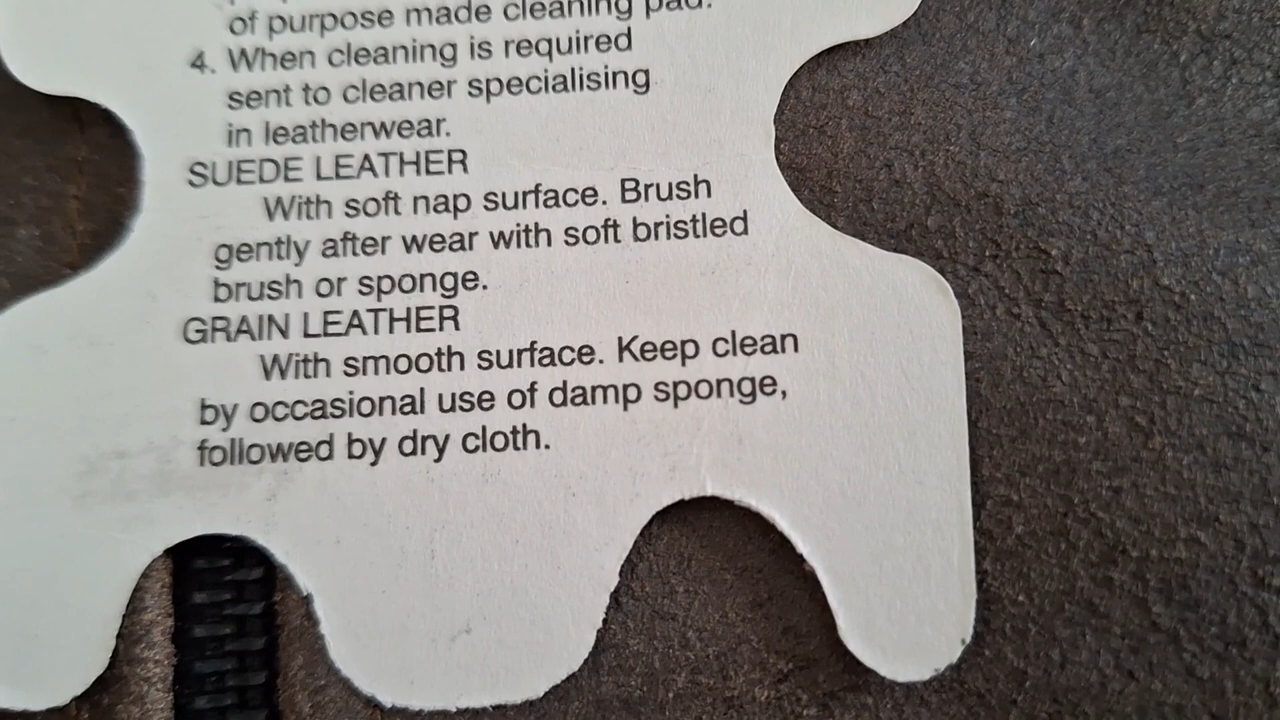 of purpose made cleaning pad.
4. When cleaning is required
sent to cleaner specialising
in leatherwear.
SUEDE LEATHER
With soft nap surface. Brush
gently after wear with soft bristled
brush or sponge.
GRAIN LEATHER
With smooth surface. Keep clean
by occasional use of damp sponge,
followed by dry cloth.